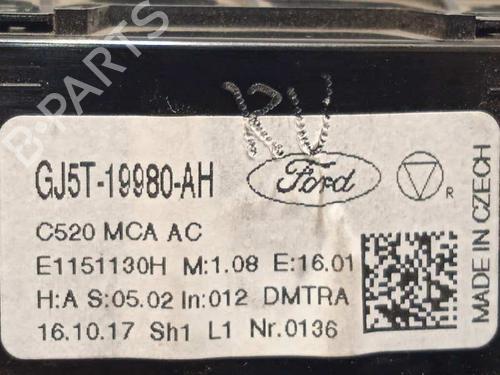 B-PARTS
RU
GJ5T-19980-AH
Ford
R
C520 MCA AC
E1151130H M:1.08 E:16.01
H:A S:05.02 In:012 DMTRA
16.10.17 Sh1 L1 Nr.0136
MADE IN CZECH